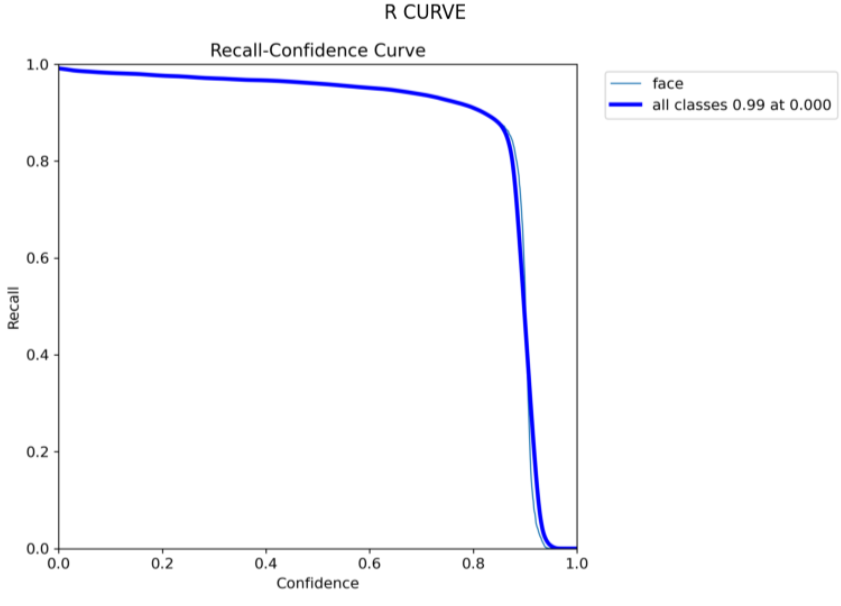 R CURVE
Recall-Confidence Curve
1.0
0.8
0.6
0.4
0.2
0.0
Recall
0.0 0.2 0.4 0.6 0.8 1.0
Confidence
face
all classes 0.99 at 0.000